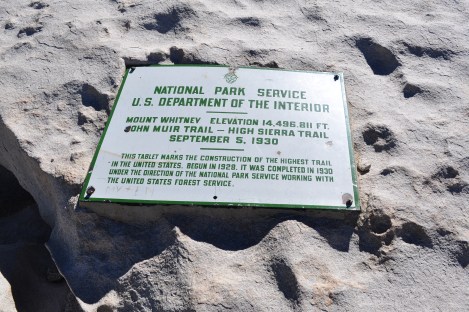 NATIONAL PARK SERVICE
U.S. DEPARTMENT OF THE INTERIOR
MOUNT WHITNEY ELEVATION 14,496.811 FT.
JOHN MUIR TRAIL — HIGH SIERRA TRAIL
SEPTEMBER 5, 1930
THIS TABLET MARKS THE CONSTRUCTION OF THE HIGHEST TRAIL
IN THE UNITED STATES. BEGUN IN 1928, IT WAS COMPLETED IN 1930
UNDER THE DIRECTION OF THE NATIONAL PARK SERVICE WORKING WITH
THE UNITED STATES FOREST SERVICE.